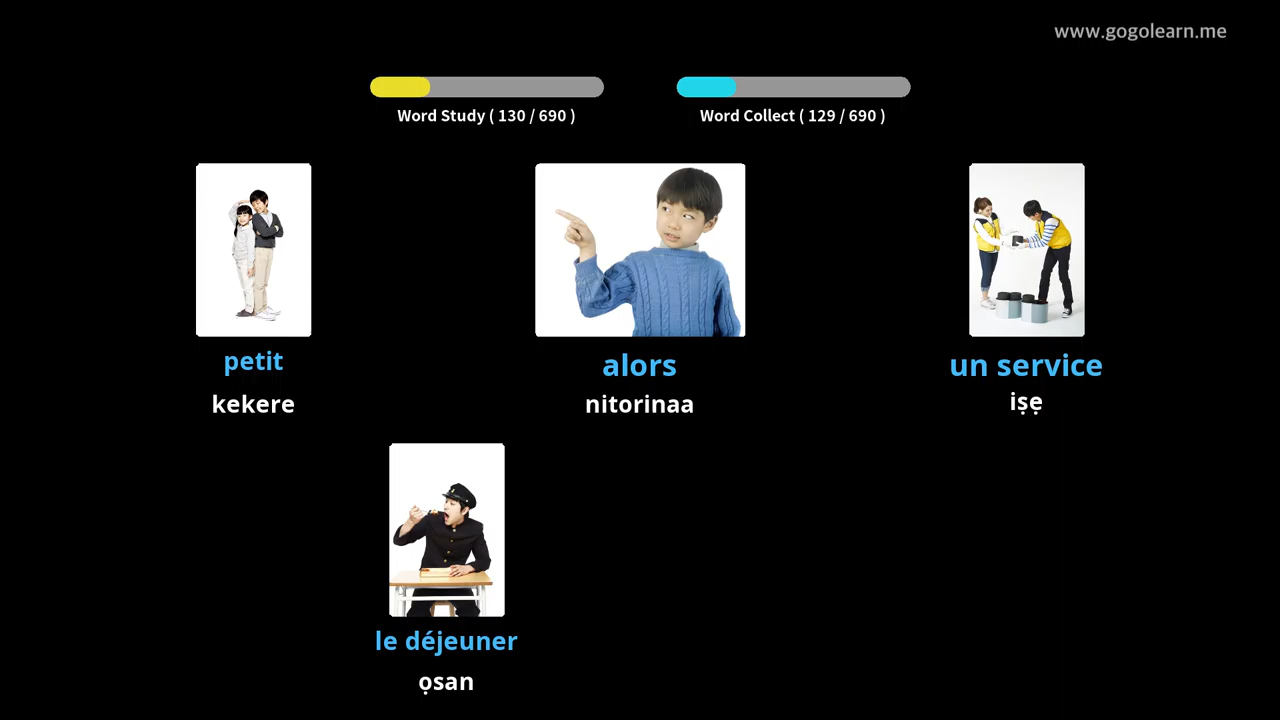 www.gogolearn.me
Word Study ( 130 / 690 )
Word Collect ( 129 / 690 )
petit
kekere
alors
nitorinaa
un service
iṣẹ
le déjeuner
ọsan